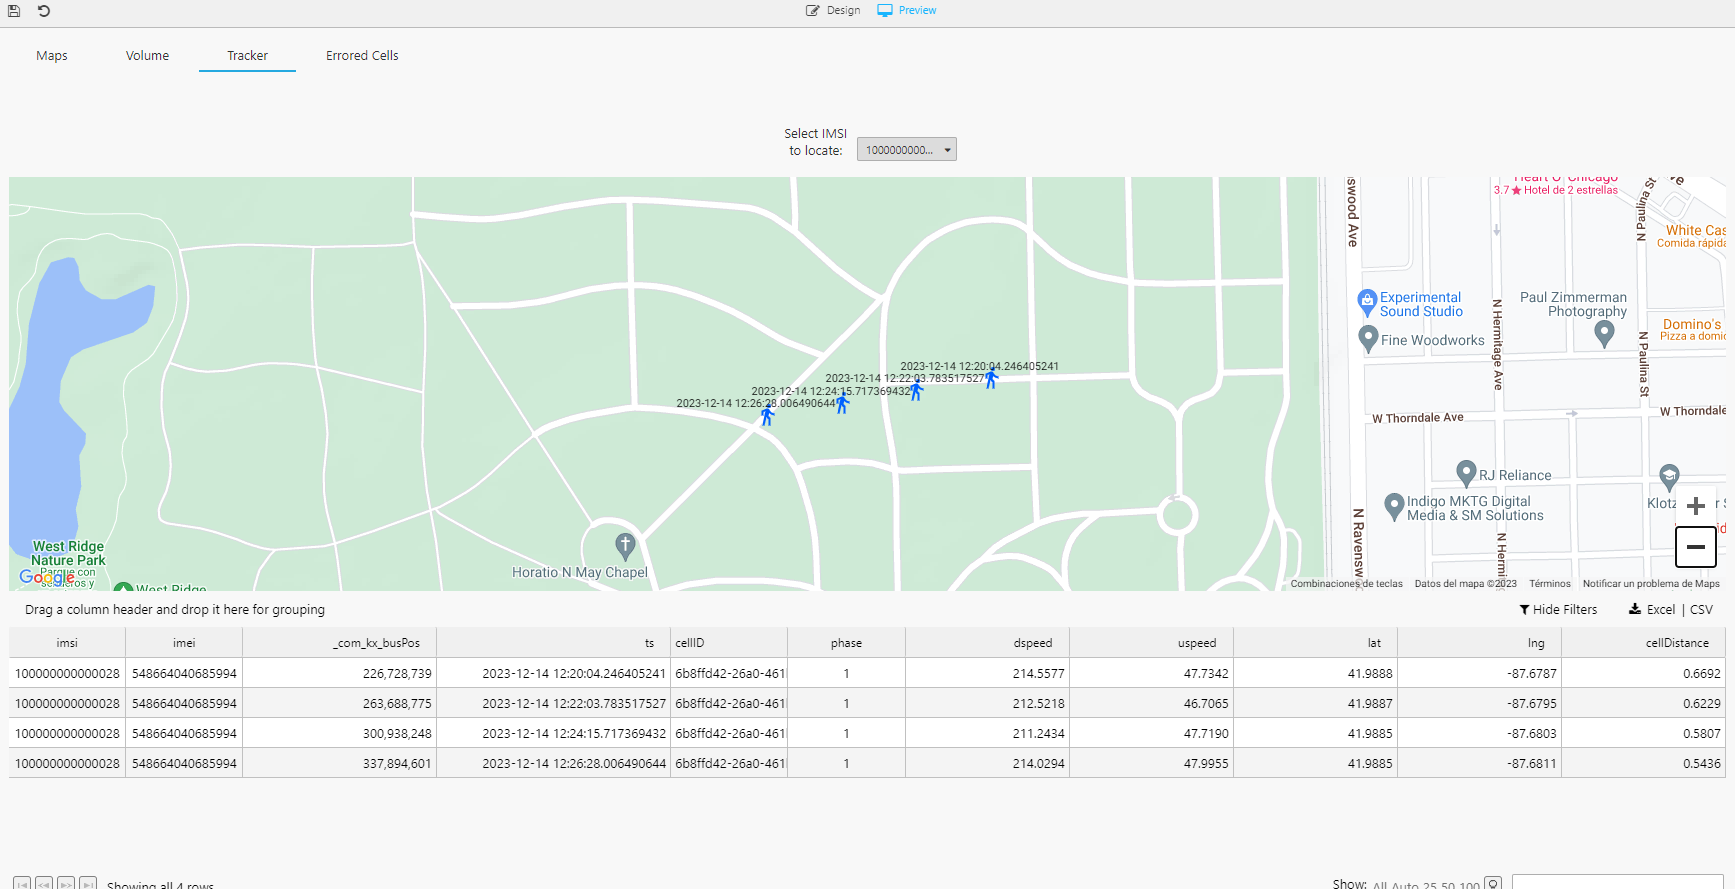 Design
Preview
Maps
Volume
Tracker
Errored Cells
Select IMSI
to locate:
1000000000...
swood Ave
3.7★ Hotel de 2 estrellas
N Paulina St
White Cas
Comida rápida
Experimental
Sound Studio
Paul Zimmerman
Photography
Fine Woodworks
N Hermitage Ave
Domino's
Pizza a domic
N Paulina St
2023-12-14 12:20:04.246405241
2023-12-14 12:22:03.783517527
2023-12-14 12:24:15.717369432
2023-12-14 12:26:28.006490644
W Thorndale Ave
W Thorndale
RJ Reliance
Indigo MKTG Digital
Media & SM Solutions
N Ravensw
N Hermi
West Ridge
Nature Park
Parque con
Google
West Ridge
Horatio N May Chapel
Combinaciones de teclas
Datos del mapa ©2023
Términos
Notificar un problema de Maps
Drag a column header and drop it here for grouping
Hide Filters
Excel | CSV
imsi imei _com_kx_busPos ts cellID phase dspeed uspeed lat lng cellDistance
100000000000028 548664040685994 226,728,739 2023-12-14 12:20:04.246405241 6b8ffd42-26a0-461 1 214.5577 47.7342 41.9888 -87.6787 0.6692
100000000000028 548664040685994 263,688,775 2023-12-14 12:22:03.783517527 6b8ffd42-26a0-461 1 212.5218 46.7065 41.9887 -87.6795 0.6229
100000000000028 548664040685994 300,938,248 2023-12-14 12:24:15.717369432 6b8ffd42-26a0-461 1 211.2434 47.7190 41.9885 -87.6803 0.5807
100000000000028 548664040685994 337,894,601 2023-12-14 12:26:28.006490644 6b8ffd42-26a0-461 1 214.0294 47.9955 41.9885 -87.6811 0.5436
Showing all 4 rows
Show: All Auto 25 50 100